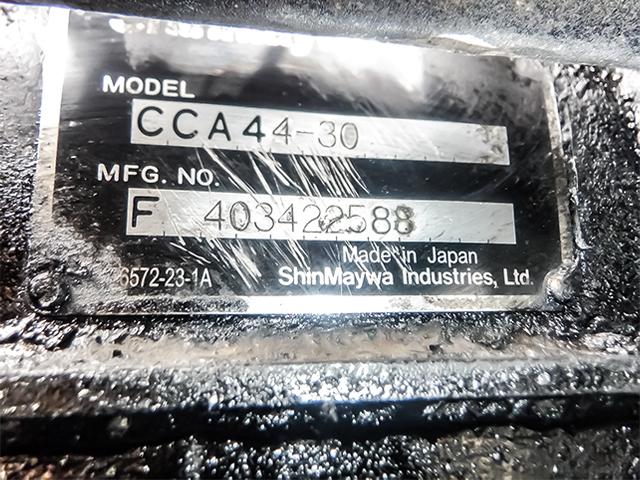 MODEL
CCA44-30
MFG. NO.
F 403422588
Made in Japan
6572-23-1A ShinMaywa Industries, Ltd.